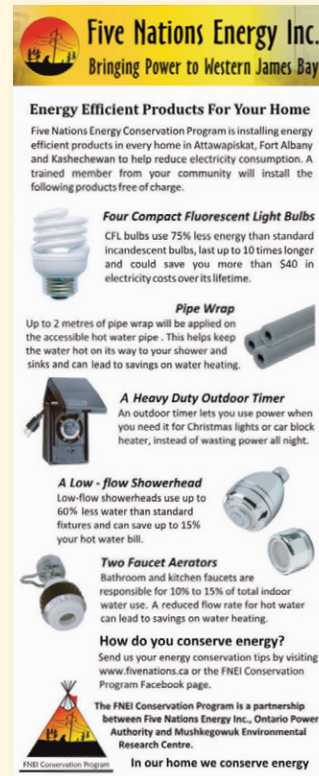 Five Nations Energy Inc.
Bringing Power to Western James Bay
Energy Efficient Products For Your Home
Five Nations Energy Conservation Program is installing energy
efficient products in every home in Attawapiskat, Fort Albany
and Kashechewan to help reduce electricity consumption. A
trained member from your community will install the
following products free of charge.
Four Compact Fluorescent Light Bulbs
CFL bulbs use 75% less energy than standard
incandescent bulbs, last up to 10 times longer
and could save you more than $40 in
electricity costs over its lifetime.
Pipe Wrap
Up to 2 metres of pipe wrap will be applied on
the accessible hot water pipe . This helps keep
the water hot on its way to your shower and
sinks and can lead to savings on water heating.
A Heavy Duty Outdoor Timer
An outdoor timer lets you use power when
you need it for Christmas lights or car block
heater, instead of wasting power all night.
A Low - flow Showerhead
Low-flow showerheads use up to
60% less water than standard
fixtures and can save up to 15%
your hot water bill.
Two Faucet Aerators
Bathroom and kitchen faucets are
responsible for 10% to 15% of total indoor
water use. A reduced flow rate for hot water
can lead to savings on water heating.
How do you conserve energy?
Send us your energy conservation tips by visiting
www.fivenations.ca or the FNEI Conservation
Program Facebook page.
The FNEI Conservation Program is a partnership
between Five Nations Energy Inc., Ontario Power
Authority and Mushkegowuk Environmental
Research Centre.
FNEI Conservation Program
In our home we conserve energy